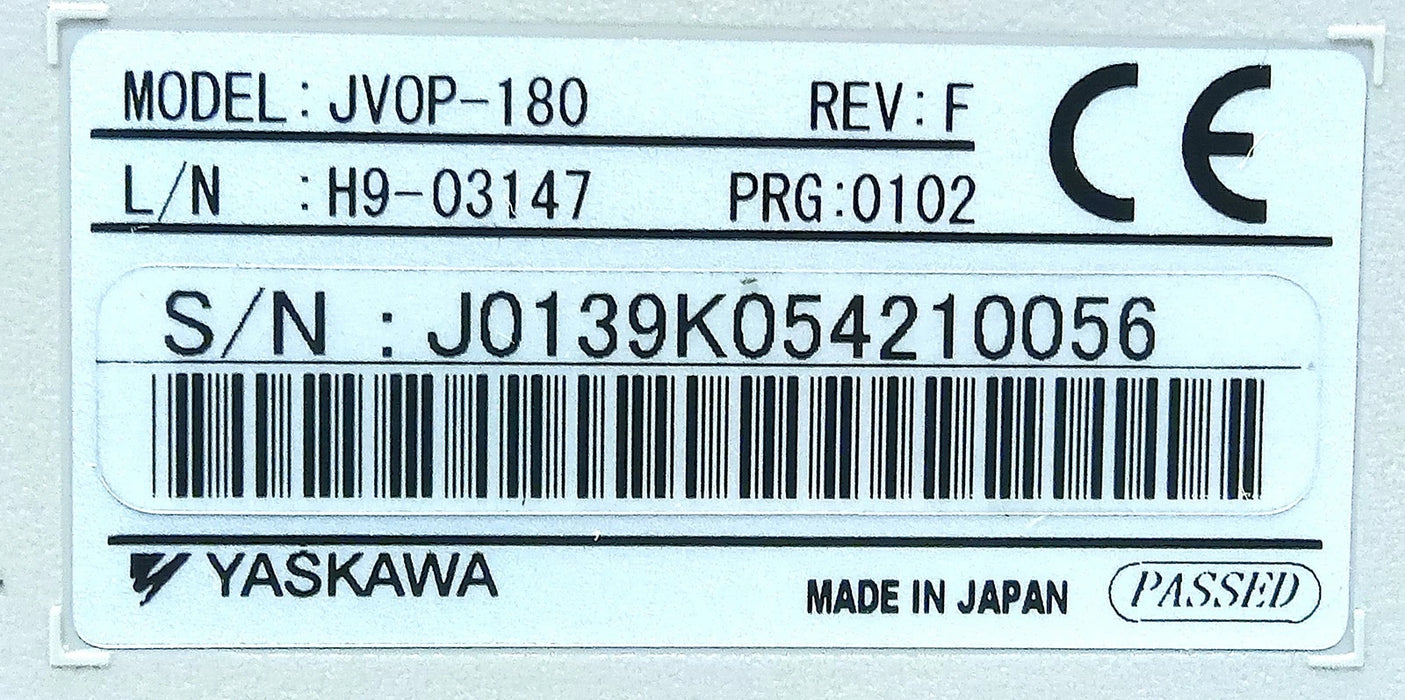 MODEL:JVOP-180 REV:F
CE
L/N :H9-03147 PRG:0102
S/N :J0139K054210056
YASKAWA
MADE IN JAPAN PASSED